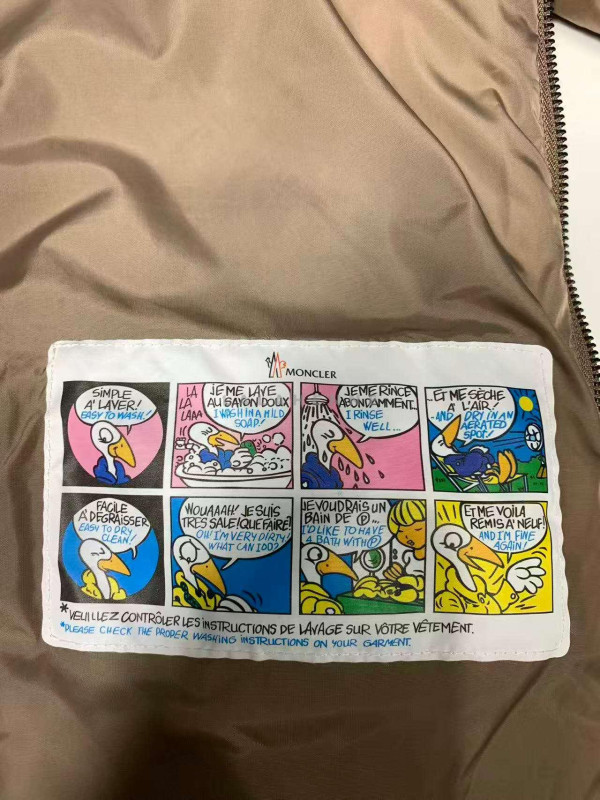 MONCLER
SIMPLE
A' LAVER!
EASY TO WASH!
LA
LA
LAAA
JE ME LAVE
AU SAVON DOUX
I WASH IN A MILD
SOAP!
JE ME RINCE
ABONDAMMENT...
I RINSE
WELL...
..ET ME SÈCHE
A' L'AIR!
-AND DRY IN AN
AERATED
SPOT!
FACILE
A' DEGRAISSER
EASY TO DRY
CLEAN!
WOUAAAH! JE SUIS
TRES SALE! QUE FAIRE!
OH! I'M VERY DIRTY!
WHAT CAN I DO?
JE VOUDRAIS UN
BAIN DE Ⓟ...
I'D LIKE TO HAVE
A BATH WITH Ⓟ
ET ME VOILA
REMIS A' NEUF!
AND I'M FINE
AGAIN!
*VEUILLEZ CONTRÔLER LES INSTRUCTIONS DE LAVAGE SUR VÔTRE VÊTEMENT.
*PLEASE CHECK THE PROPER WASHING INSTRUCTIONS ON YOUR GARMENT.